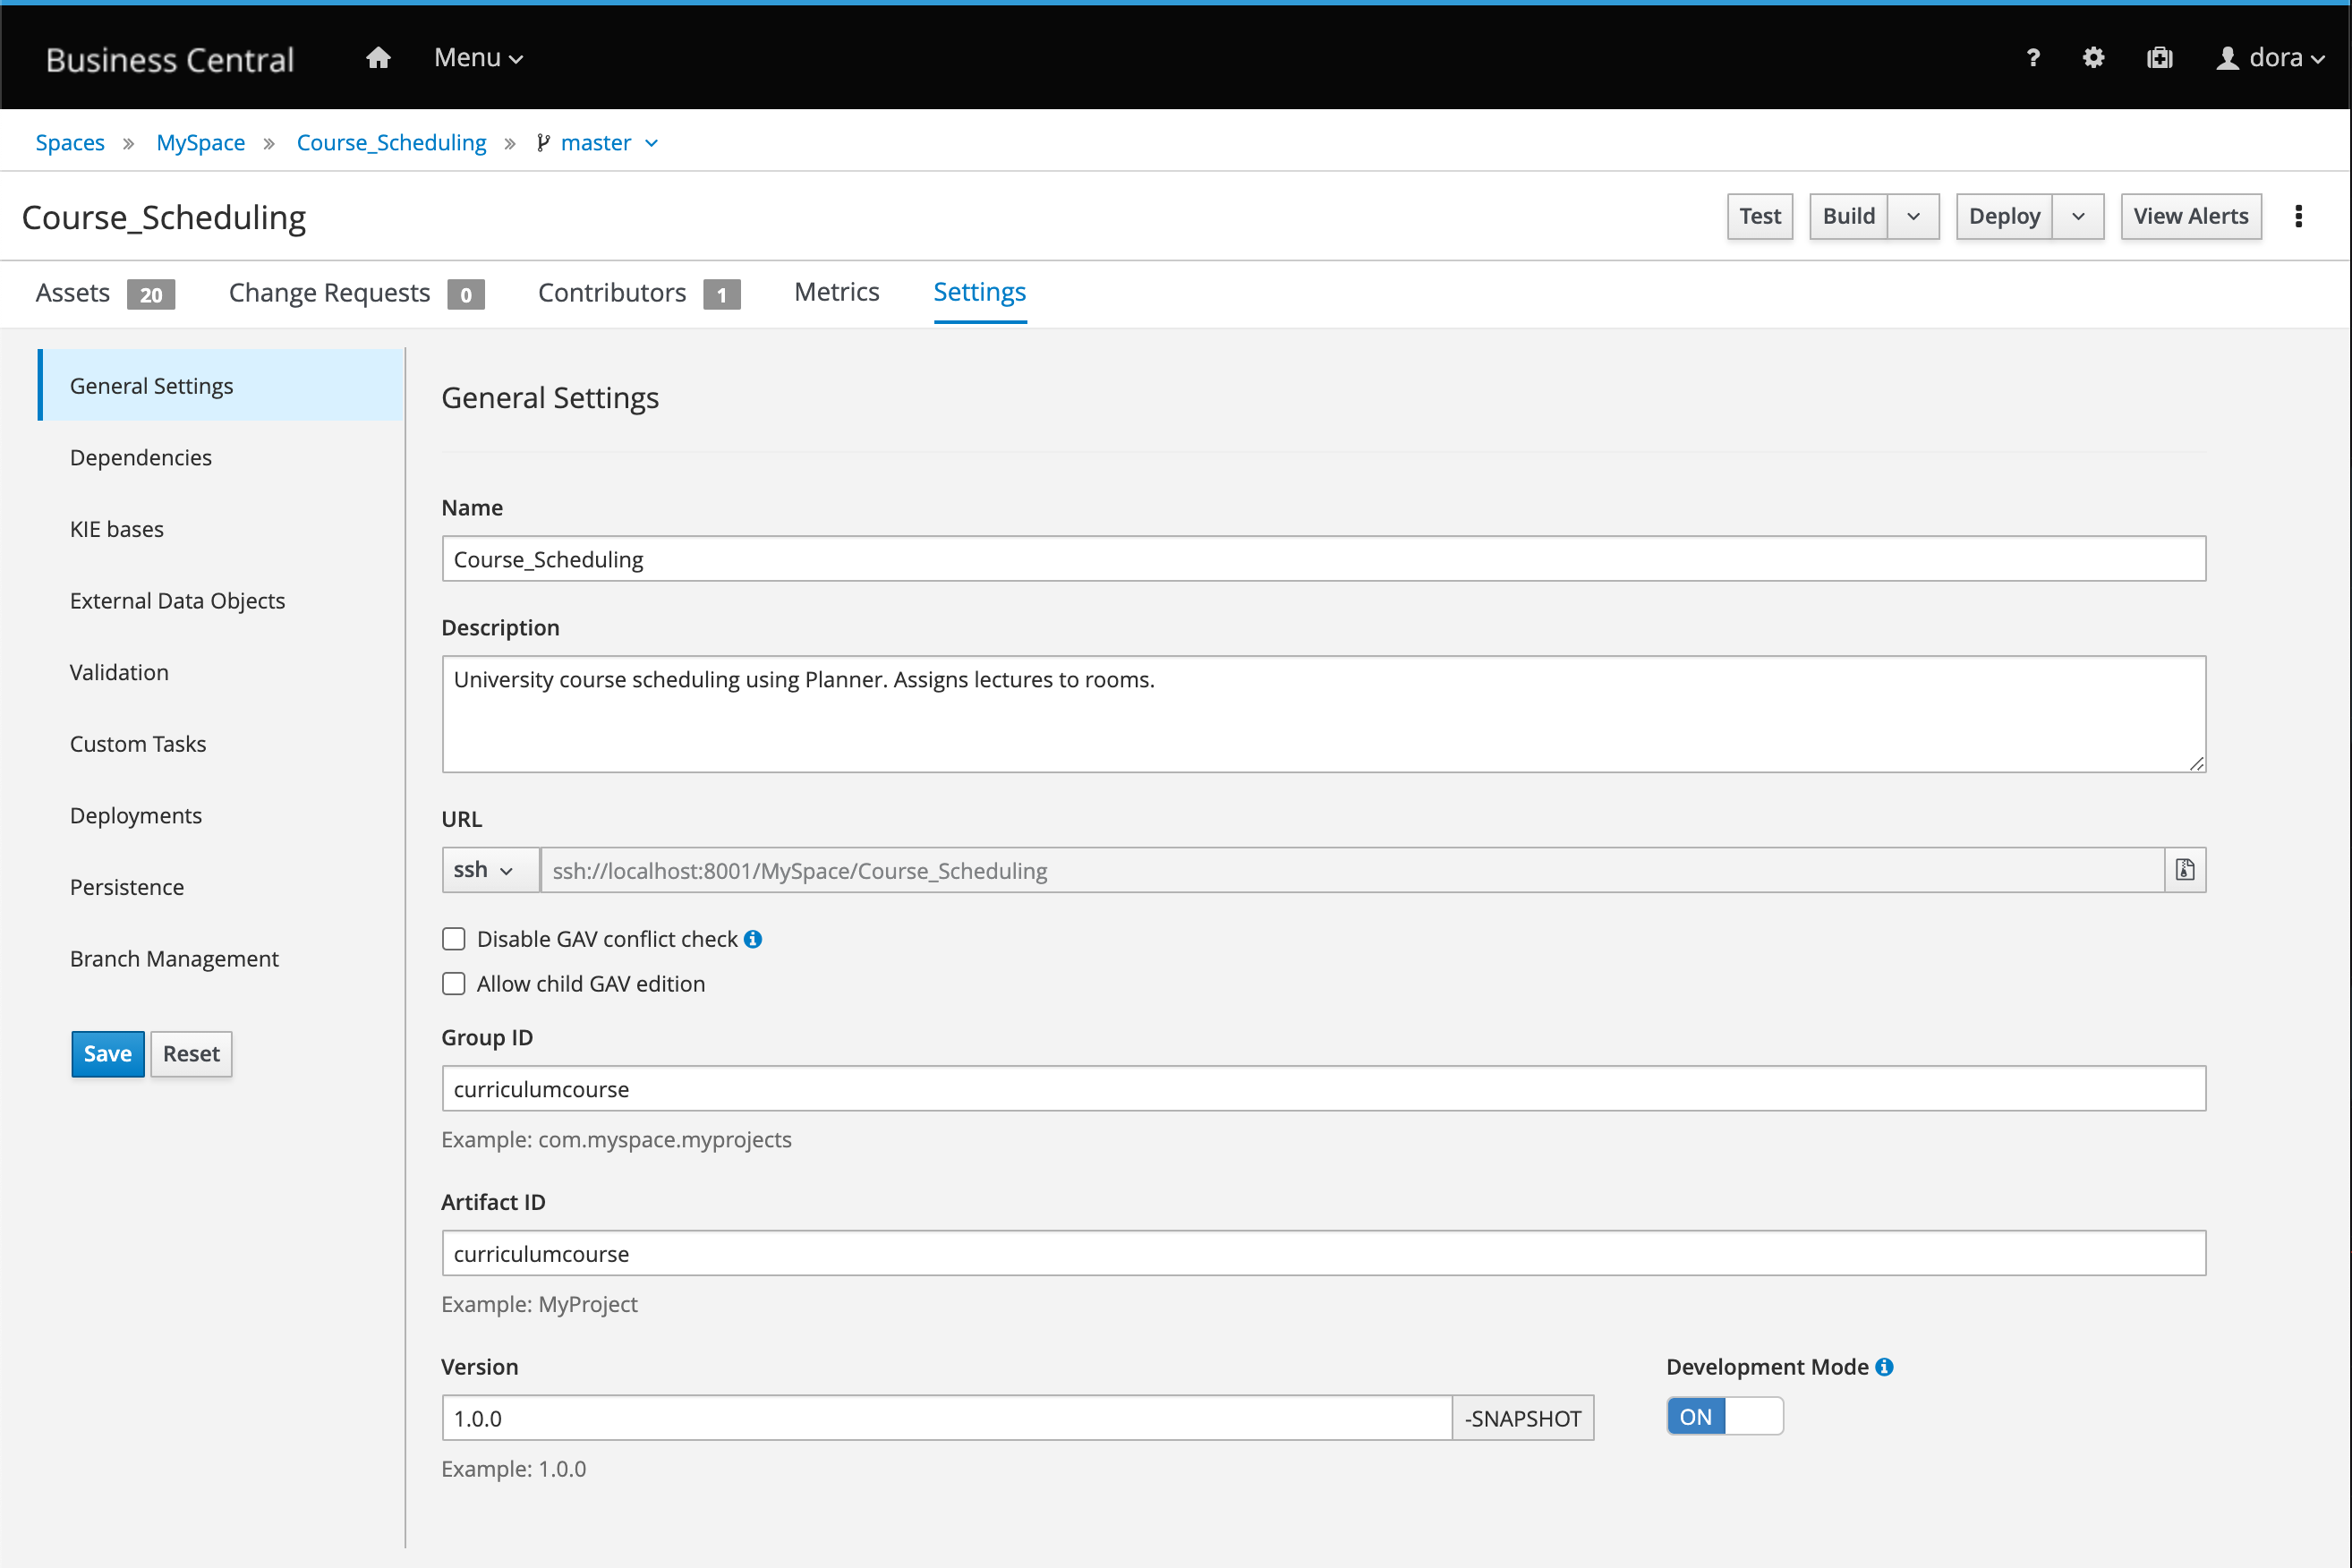 Business Central Menu ? dora
Spaces » MySpace » Course_Scheduling » master
Course_Scheduling Test Build Deploy View Alerts
Assets 20 Change Requests 0 Contributors 1 Metrics Settings
General Settings
Dependencies
KIE bases
External Data Objects
Validation
Custom Tasks
Deployments
Persistence
Branch Management
Save Reset
General Settings
Name
Course_Scheduling
Description
University course scheduling using Planner. Assigns lectures to rooms.
URL
ssh ssh://localhost:8001/MySpace/Course_Scheduling
Disable GAV conflict check
Allow child GAV edition
Group ID
curriculumcourse
Example: com.myspace.myprojects
Artifact ID
curriculumcourse
Example: MyProject
Version
1.0.0 -SNAPSHOT
Example: 1.0.0
Development Mode
ON